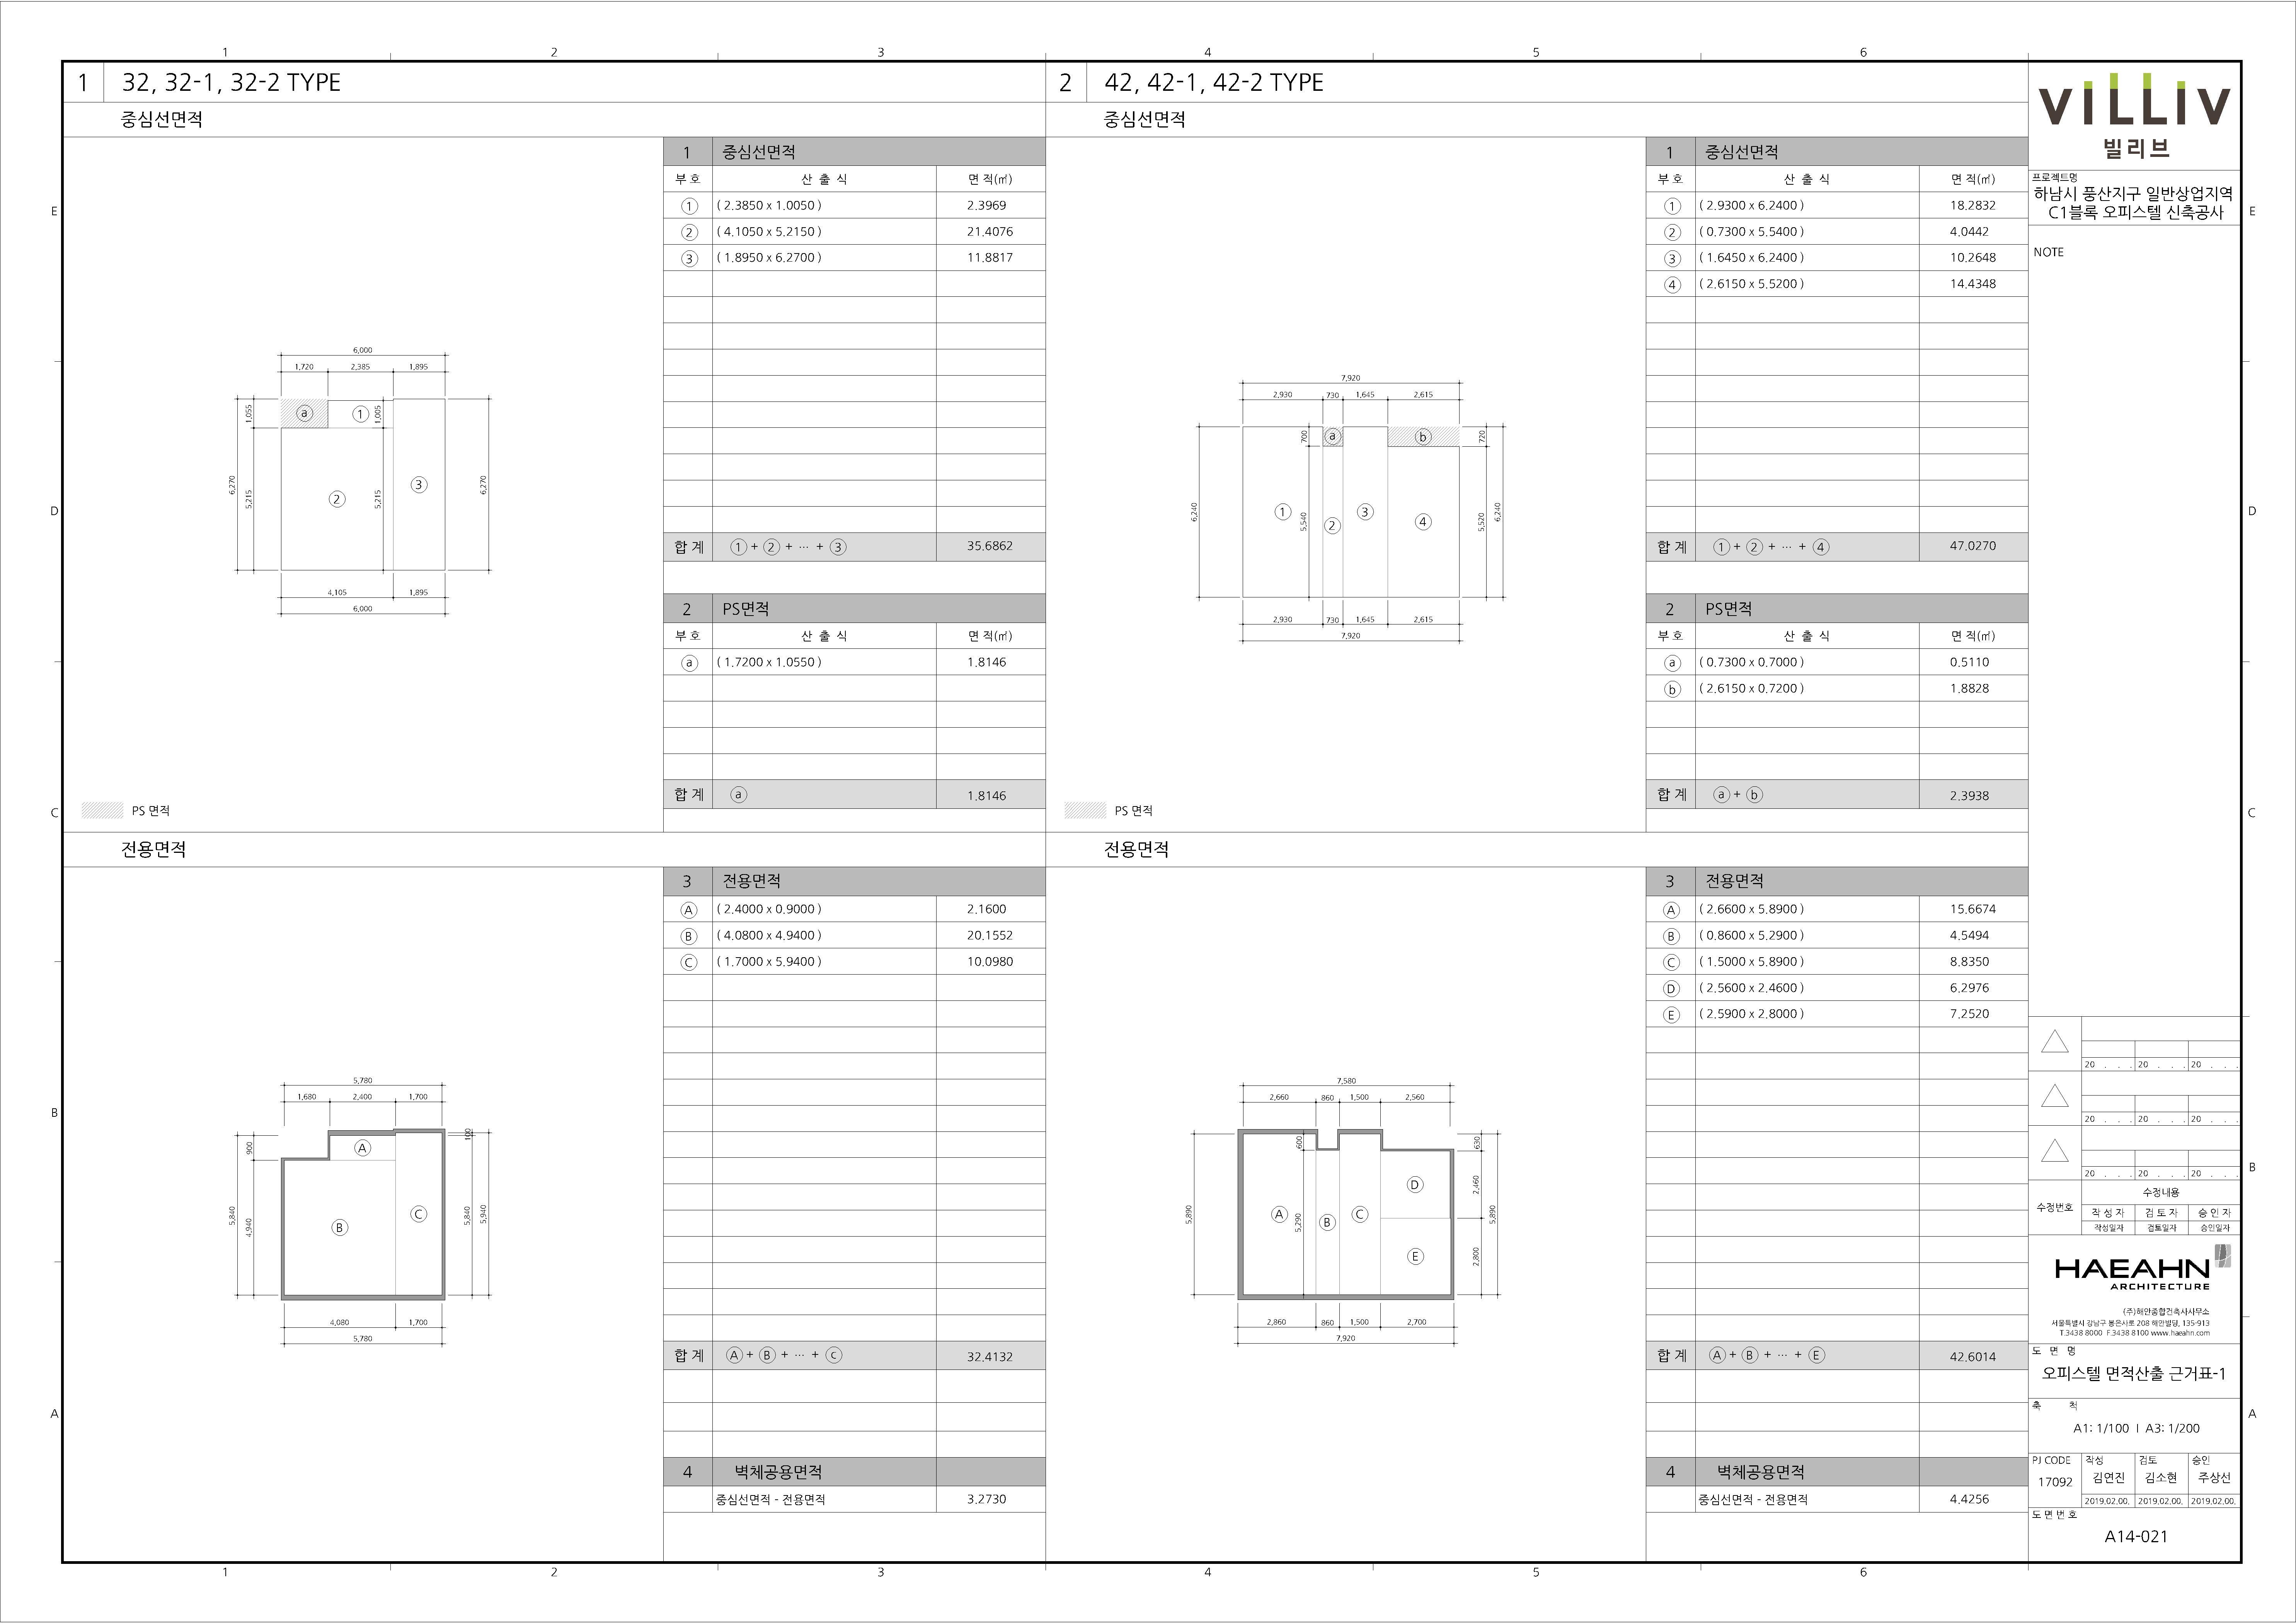 1 2 3 4 5 6
1 32, 32-1, 32-2 TYPE
중심선면적
1 중심선면적
부 호 산 출 식 면 적(㎡)
① ( 2.3850 x 1.0050 ) 2.3969
② ( 4.1050 x 5.2150 ) 21.4076
③ ( 1.8950 x 6.2700 ) 11.8817
합 계 ① + ② + ··· + ③ 35.6862
6,000
1,720 2,385 1,895
1,055
ⓐ
①
1,005
6,270
5,215
②
5,215
③
6,270
4,105 1,895
6,000
2 PS면적
부 호 산 출 식 면 적(㎡)
ⓐ ( 1.7200 x 1.0550 ) 1.8146
합 계 ⓐ 1.8146
PS 면적
전용면적
3 전용면적
Ⓐ ( 2.4000 x 0.9000 ) 2.1600
Ⓑ ( 4.0800 x 4.9400 ) 20.1552
Ⓒ ( 1.7000 x 5.9400 ) 10.0980
합 계 Ⓐ + Ⓑ + ··· + ⓒ 32.4132
5,780
1,680 2,400 1,700
900
Ⓐ
100
5,840
4,940
Ⓑ
Ⓒ
5,840
5,940
4,080 1,700
5,780
4 벽체공용면적
중심선면적 - 전용면적 3.2730
2 42, 42-1, 42-2 TYPE
중심선면적
1 중심선면적
부 호 산 출 식 면 적(㎡)
① ( 2.9300 x 6.2400 ) 18.2832
② ( 0.7300 x 5.5400 ) 4.0442
③ ( 1.6450 x 6.2400 ) 10.2648
④ ( 2.6150 x 5.5200 ) 14.4348
합 계 ① + ② + ··· + ④ 47.0270
7,920
2,930 730 1,645 2,615
700
ⓐ
ⓑ
720
6,240
①
5,540
②
③
④
5,520
6,240
2,930 730 1,645 2,615
7,920
2 PS면적
부 호 산 출 식 면 적(㎡)
ⓐ ( 0.7300 x 0.7000 ) 0.5110
ⓑ ( 2.6150 x 0.7200 ) 1.8828
합 계 ⓐ + ⓑ 2.3938
PS 면적
전용면적
3 전용면적
Ⓐ ( 2.6600 x 5.8900 ) 15.6674
Ⓑ ( 0.8600 x 5.2900 ) 4.5494
Ⓒ ( 1.5000 x 5.8900 ) 8.8350
Ⓓ ( 2.5600 x 2.4600 ) 6.2976
Ⓔ ( 2.5900 x 2.8000 ) 7.2520
합 계 Ⓐ + Ⓑ + ··· + Ⓔ 42.6014
7,580
2,660 860 1,500 2,560
600
630
2,460
5,890
Ⓐ
5,290
Ⓑ
Ⓒ
Ⓓ
Ⓔ
2,800
5,890
2,860 860 1,500 2,700
7,920
4 벽체공용면적
중심선면적 - 전용면적 4.4256
VILLIV
빌리브
프로젝트명
하남시 풍산지구 일반상업지역
C1블록 오피스텔 신축공사
NOTE
20 . . . 20 . . . 20 . . .
20 . . . 20 . . . 20 . . .
20 . . . 20 . . . 20 . . .
수정번호
수정내용
작 성 자 검 토 자 승 인 자
작성일자 검토일자 승인일자
HAEAHN
ARCHITECTURE
(주)해안종합건축사사무소
서울특별시 강남구 봉은사로 208 해안빌딩, 135-913
T.3438 8000 F.3438 8100 www.haeahn.com
도 면 명
오피스텔 면적산출 근거표-1
축 척
A1: 1/100 I A3: 1/200
PJ CODE 작성 검토 승인
17092 김연진 김소현 주상선
2019.02.00. 2019.02.00. 2019.02.00.
도 면 번 호
A14-021
E E
D D
C C
B B
A A
1 2 3 4 5 6